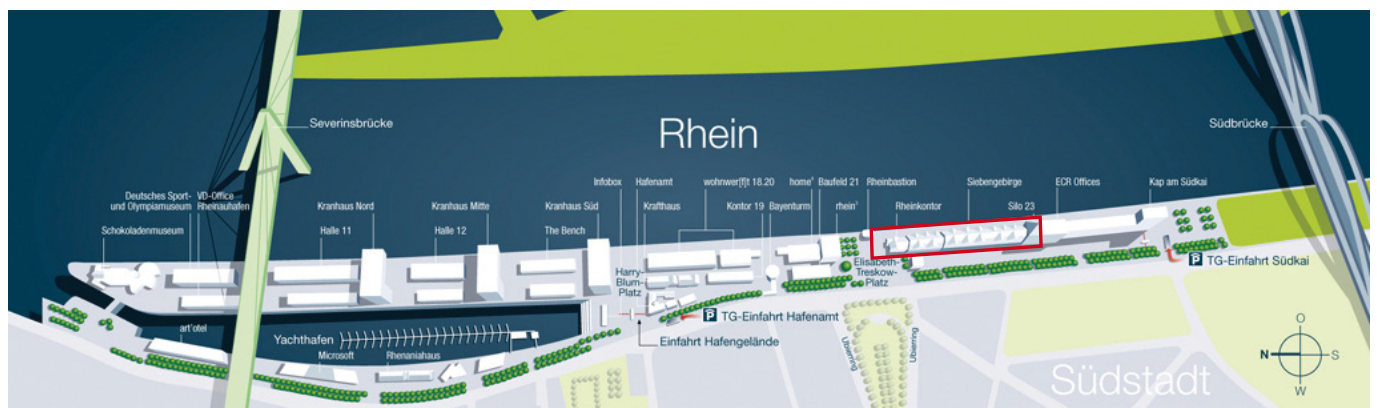 Severinsbrücke
Rhein
Südbrücke
Deutsches Sport-
und Olympiamuseum
VD-Office
Rheinauhafen
Schokoladenmuseum
Kranhaus Nord
Halle 11
Kranhaus Mitte
Halle 12
Kranhaus Süd
The Bench
Infobox
Hafenamt
Krafthaus
wohnwer[f]t 18.20
Kontor 19
Bayenturm
home⁴
Baufeld 21
rhein³
Rheinbastion
Rheinkontor
Siebengebirge
Silo 23
ECR Offices
Kap am Südkai
Harry-
Blum-
Platz
Elisabeth-
Treskow-
Platz
P TG-Einfahrt Südkai
P TG-Einfahrt Hafenamt
Einfahrt Hafengelände
art'otel
Yachthafen
Microsoft
Rhenaniahaus
Ubierring
Ubierring
Südstadt
O
N
S
W